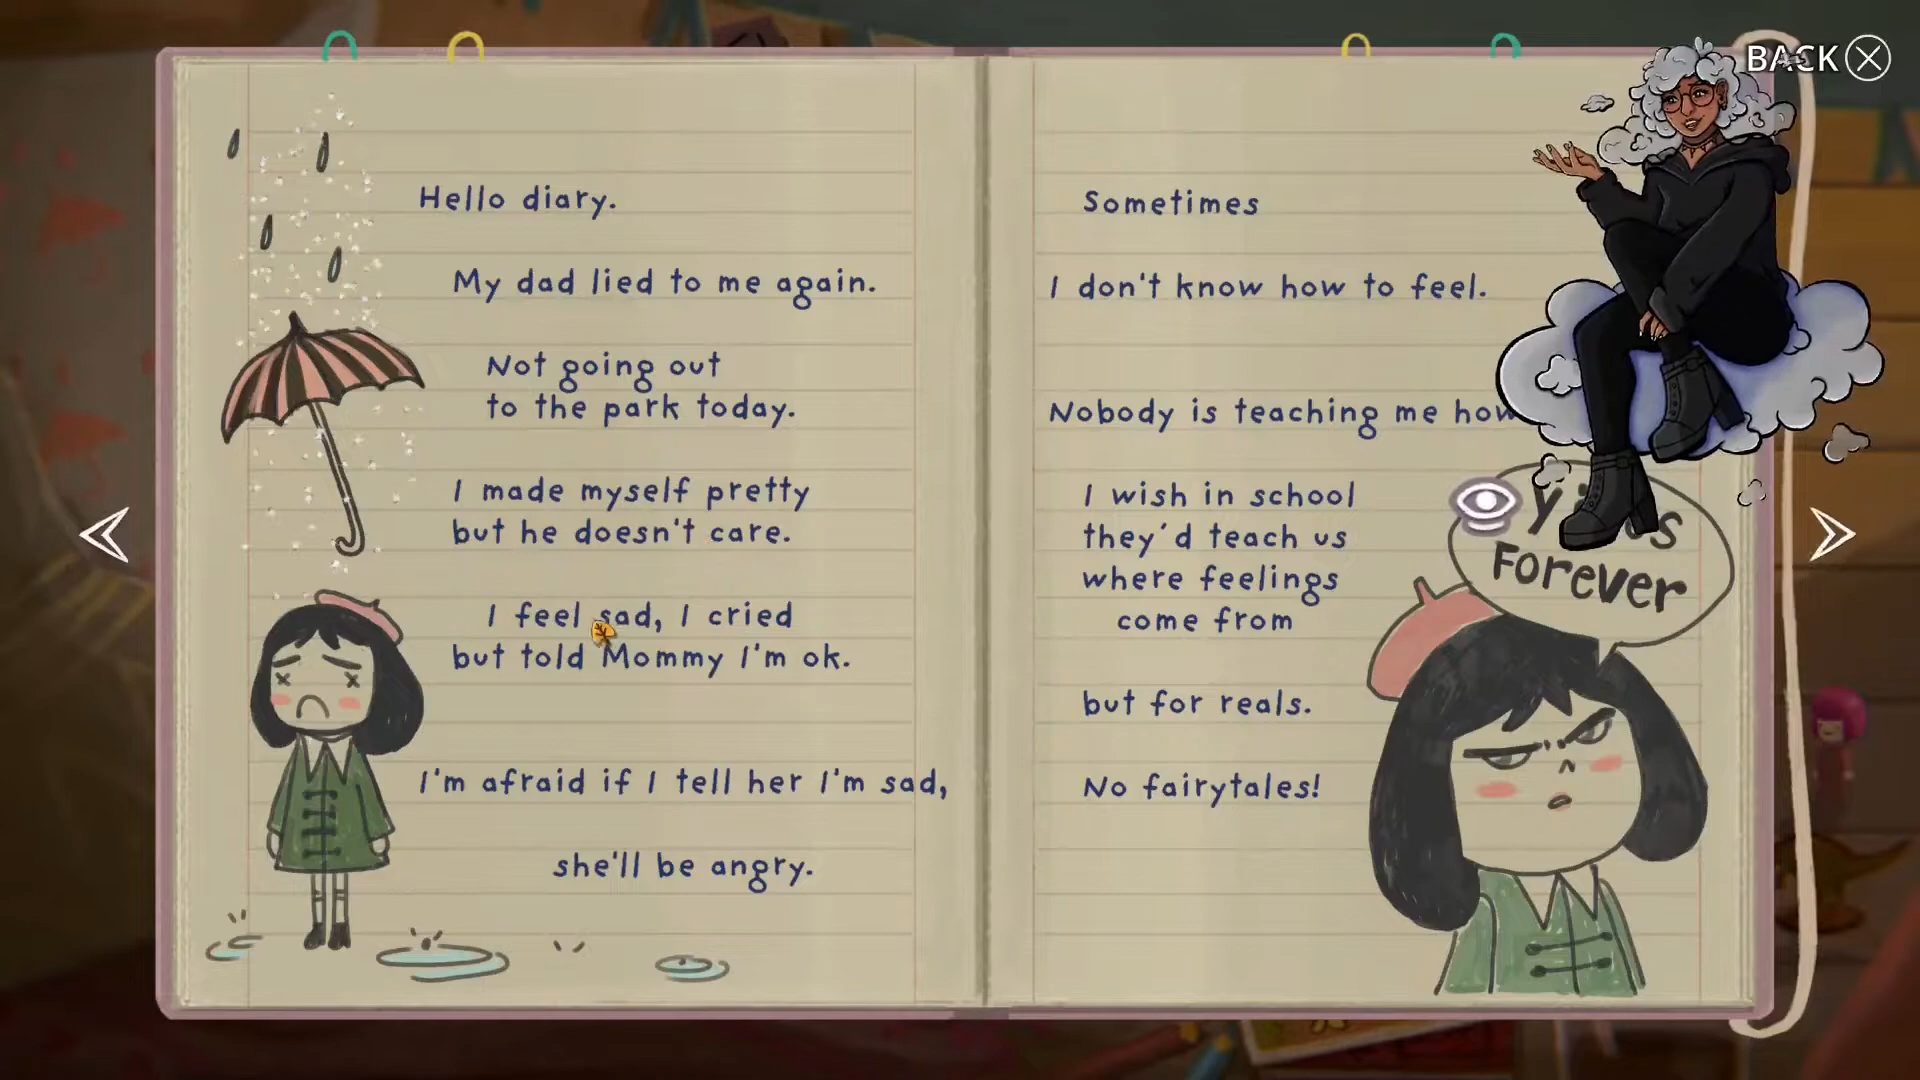 BACK
Hello diary.
My dad lied to me again.
Not going out
to the park today.
I made myself pretty
but he doesn't care.
I feel sad, I cried
but told Mommy I'm ok.
I'm afraid if I tell her I'm sad,
she'll be angry.
Sometimes
I don't know how to feel.
Nobody is teaching me how
I wish in school
they'd teach us
where feelings
come from
but for reals.
No fairytales!
Forever